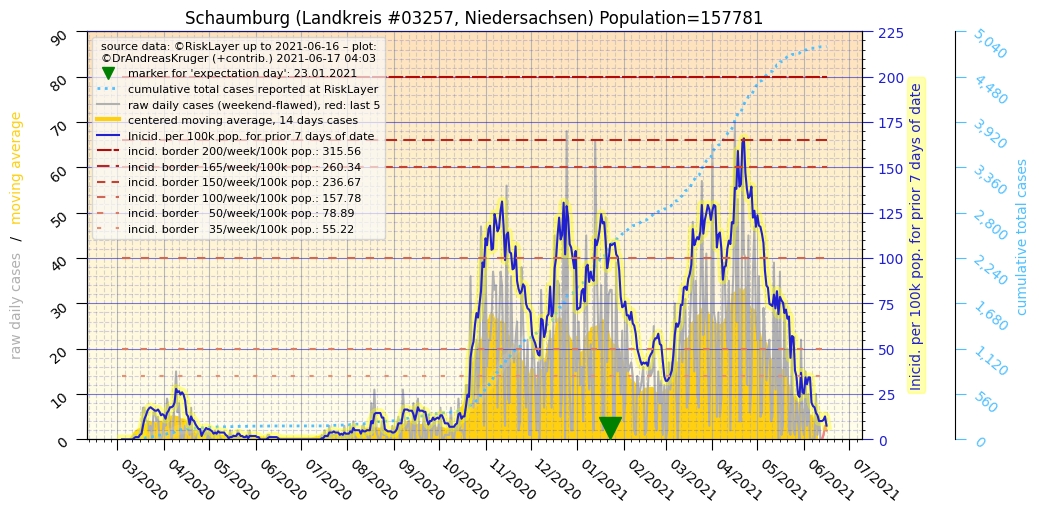 Schaumburg (Landkreis #03257, Niedersachsen) Population=157781
source data: ©RiskLayer up to 2021-06-16 – plot:
©DrAndreasKruger (+contrib.) 2021-06-17 04:03
marker for 'expectation day': 23.01.2021
cumulative total cases reported at RiskLayer
raw daily cases (weekend-flawed), red: last 5
centered moving average, 14 days cases
Inicid. per 100k pop. for prior 7 days of date
incid. border 200/week/100k pop.: 315.56
incid. border 165/week/100k pop.: 260.34
incid. border 150/week/100k pop.: 236.67
incid. border 100/week/100k pop.: 157.78
incid. border 50/week/100k pop.: 78.89
incid. border 35/week/100k pop.: 55.22
raw daily cases / moving average
90
80
70
60
50
40
30
20
10
0
225
200
175
150
125
100
75
50
25
0
Inicid. per 100k pop. for prior 7 days of date
5,040
4,480
3,920
3,360
2,800
2,240
1,680
1,120
560
0
cumulative total cases
03/2020
04/2020
05/2020
06/2020
07/2020
08/2020
09/2020
10/2020
11/2020
12/2020
01/2021
02/2021
03/2021
04/2021
05/2021
06/2021
07/2021